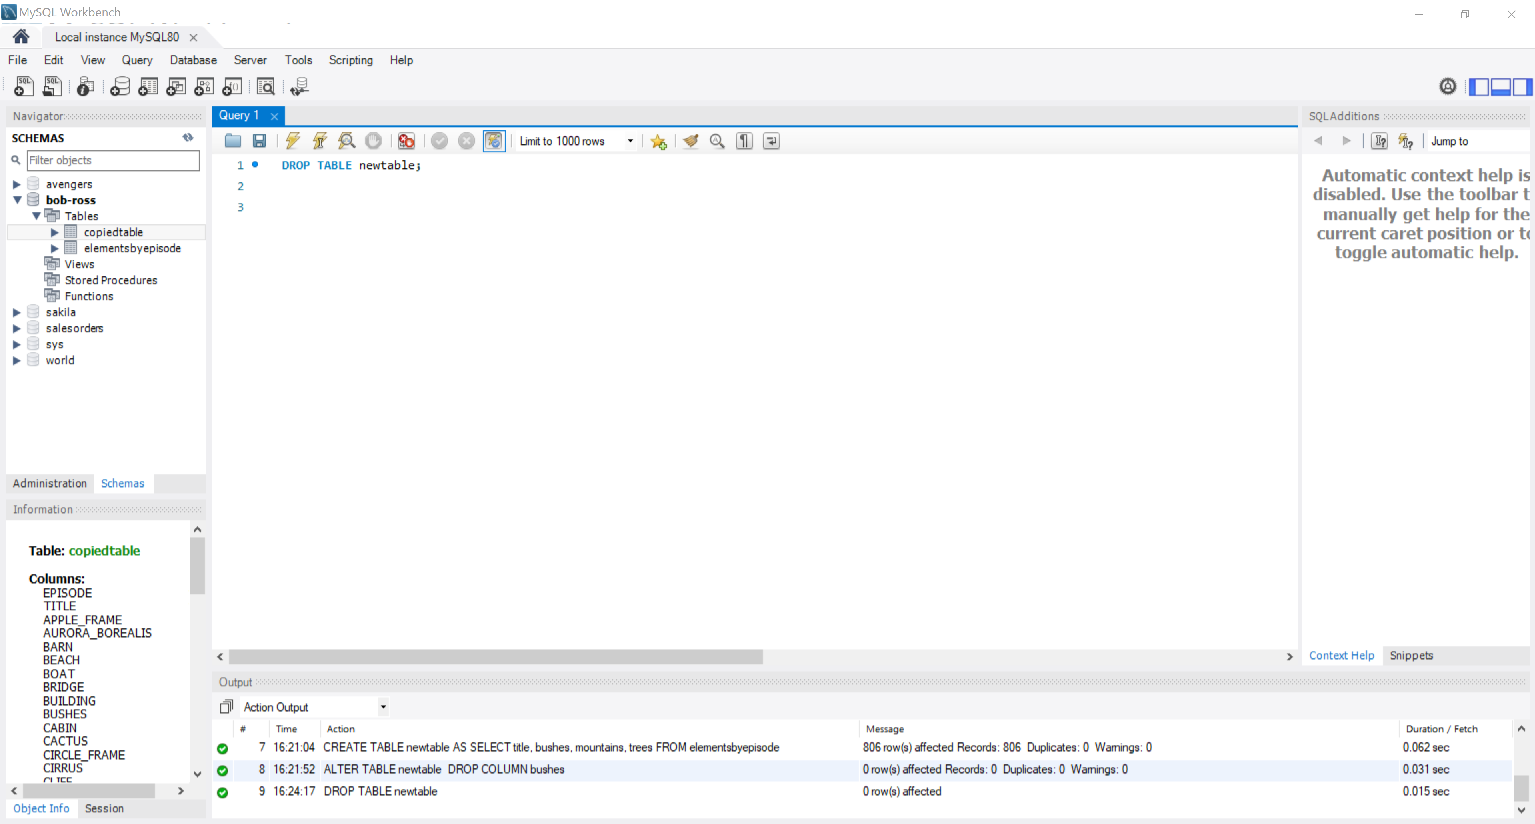 MySQL Workbench
Local instance MySQL80
File Edit View Query Database Server Tools Scripting Help
Navigator
SCHEMAS
Filter objects
avengers
bob-ross
Tables
copiedtable
elementsbyepisode
Views
Stored Procedures
Functions
sakila
salesorders
sys
world
Administration Schemas
Information
Table: copiedtable
Columns:
EPISODE
TITLE
APPLE_FRAME
AURORA_BOREALIS
BARN
BEACH
BOAT
BRIDGE
BUILDING
BUSHES
CABIN
CACTUS
CIRCLE_FRAME
CIRRUS
CLIFF
Object Info Session
Query 1
Limit to 1000 rows
1 DROP TABLE newtable;
2
3
SQLAdditions
Jump to
Automatic context help is
disabled. Use the toolbar t
manually get help for the
current caret position or to
toggle automatic help.
Context Help Snippets
Output
Action Output
# Time Action Message Duration / Fetch
7 16:21:04 CREATE TABLE newtable AS SELECT title, bushes, mountains, trees FROM elementsbyepisode 806 row(s) affected Records: 806 Duplicates: 0 Warnings: 0 0.062 sec
8 16:21:52 ALTER TABLE newtable DROP COLUMN bushes 0 row(s) affected Records: 0 Duplicates: 0 Warnings: 0 0.031 sec
9 16:24:17 DROP TABLE newtable 0 row(s) affected 0.015 sec